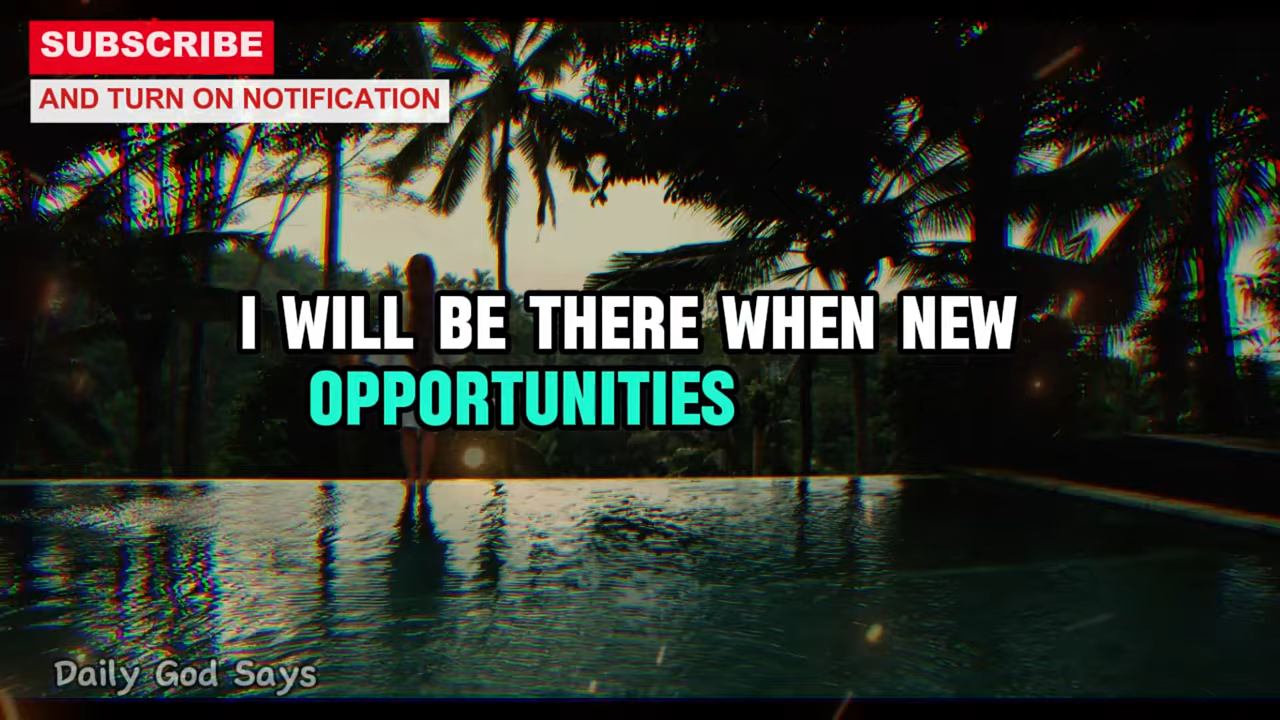 SUBSCRIBE
AND TURN ON NOTIFICATION
I WILL BE THERE WHEN NEW
OPPORTUNITIES
Daily God Says